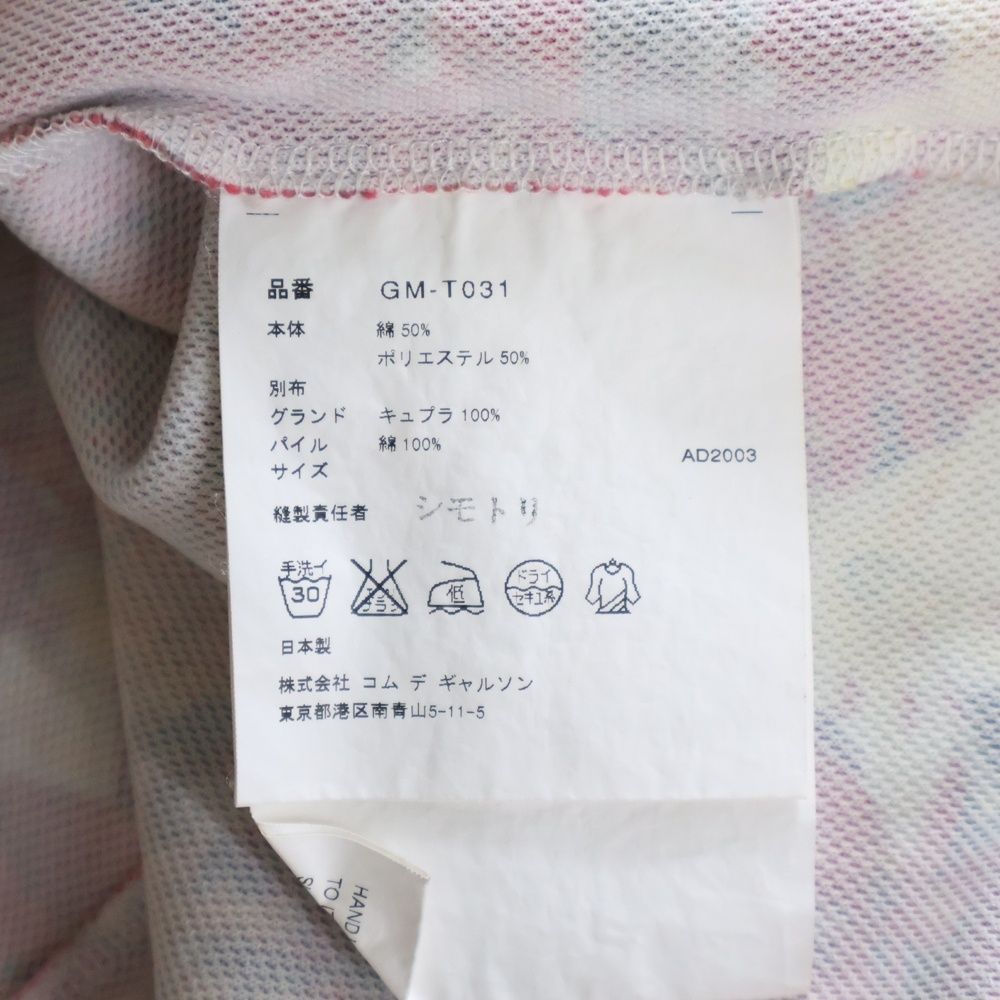 品番 GM-T031
本体 綿 50%
ポリエステル 50%
別布
グランド キュプラ 100%
パイル 綿 100%
AD2003
サイズ
縫製責任者 シモトリ
手洗イ
30
低
ドライ
セキユ系
日本製
株式会社 コム デ ギャルソン
東京都港区南青山5-11-5
HAND
TO